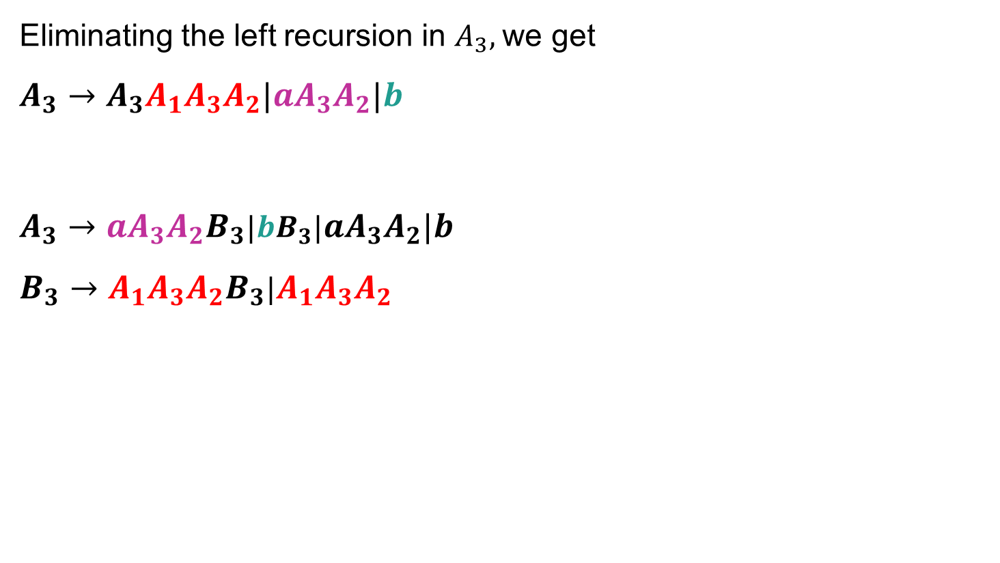 Eliminating the left recursion in A₃, we get
A₃ → A₃A₁A₃A₂|aA₃A₂|b
A₃ → aA₃A₂B₃|bB₃|aA₃A₂|b
B₃ → A₁A₃A₂B₃|A₁A₃A₂